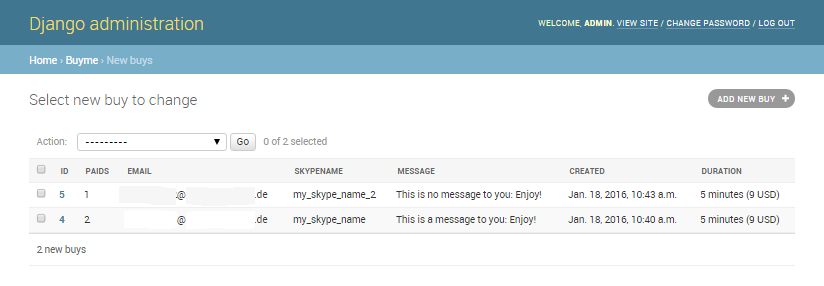 Django administration
WELCOME, ADMIN. VIEW SITE / CHANGE PASSWORD / LOG OUT
Home › Buyme › New buys
Select new buy to change
ADD NEW BUY +
Action: --------- Go 0 of 2 selected
ID PAIDS EMAIL SKYPENAME MESSAGE CREATED DURATION
5 1 @ .de my_skype_name_2 This is no message to you: Enjoy! Jan. 18, 2016, 10:43 a.m. 5 minutes (9 USD)
4 2 @ .de my_skype_name This is a message to you: Enjoy! Jan. 18, 2016, 10:40 a.m. 5 minutes (9 USD)
2 new buys